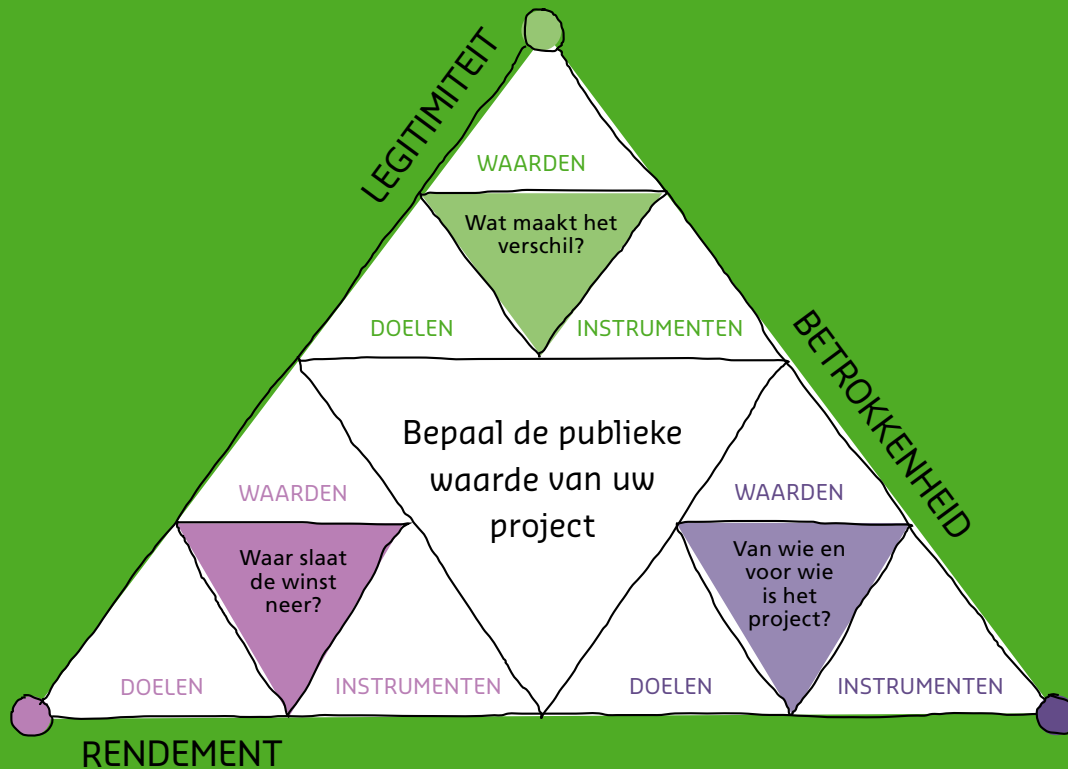 LEGITIMITEIT
WAARDEN
Wat maakt het
verschil?
DOELEN
INSTRUMENTEN
BETROKKENHEID
Bepaal de publieke
waarde van uw
project
WAARDEN
Waar slaat
de winst
neer?
DOELEN
INSTRUMENTEN
WAARDEN
Van wie en
voor wie
is het
project?
DOELEN
INSTRUMENTEN
RENDEMENT